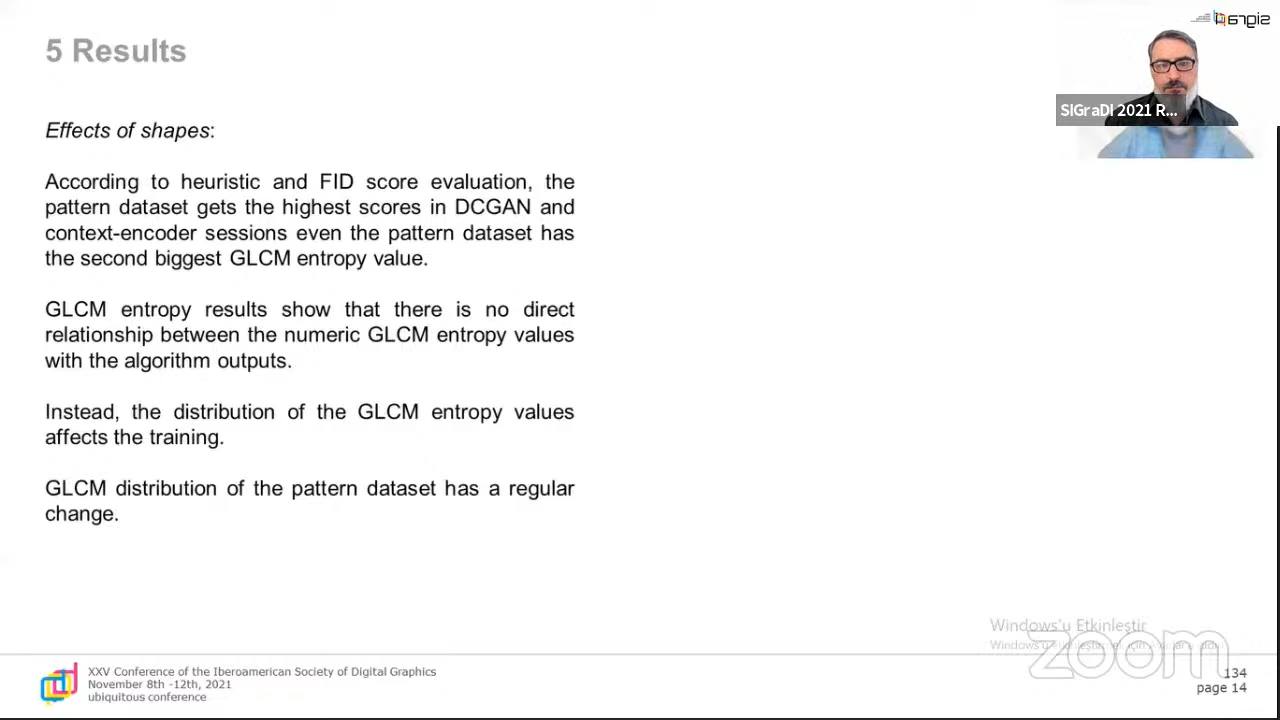 5 Results
SIGraDI 2021 R...
Effects of shapes:
According to heuristic and FID score evaluation, the
pattern dataset gets the highest scores in DCGAN and
context-encoder sessions even the pattern dataset has
the second biggest GLCM entropy value.
GLCM entropy results show that there is no direct
relationship between the numeric GLCM entropy values
with the algorithm outputs.
Instead, the distribution of the GLCM entropy values
affects the training.
GLCM distribution of the pattern dataset has a regular
change.
Windows'u Etkinleştir
zoom
XXV Conference of the Iberoamerican Society of Digital Graphics
November 8th -12th, 2021
ubiquitous conference
134
page 14